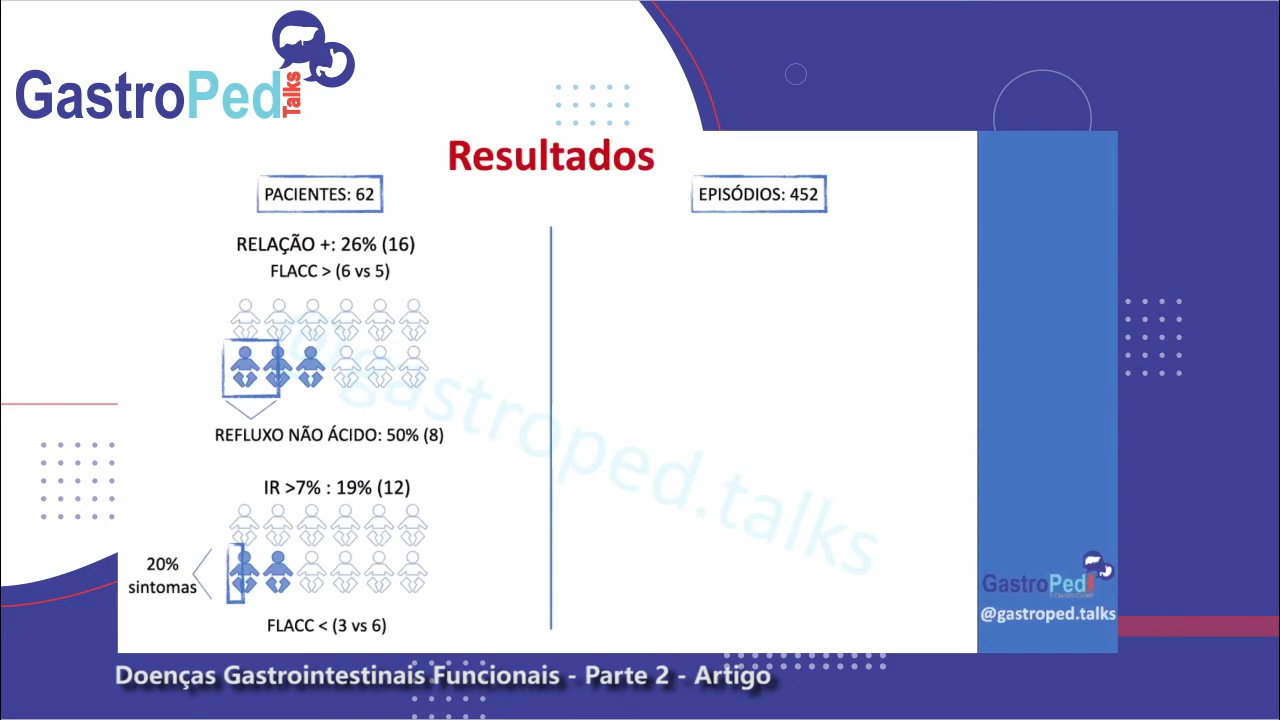 GastroPed
Talks
Resultados
PACIENTES: 62
RELAÇÃO +: 26% (16)
FLACC > (6 vs 5)
REFLUXO NÃO ÁCIDO: 50% (8)
IR >7% : 19% (12)
20%
sintomas
FLACC < (3 vs 6)
EPISÓDIOS: 452
@gastroped.talks
GastroPed
@gastroped.talks
Doenças Gastrointestinais Funcionais - Parte 2 - Artigo